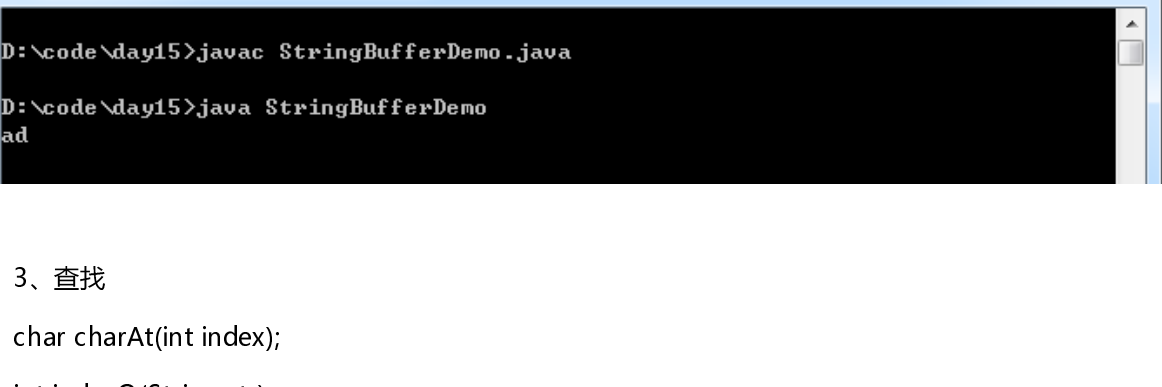 D:\code\day15>javac StringBufferDemo.java
D:\code\day15>java StringBufferDemo
ad
3、查找
char charAt(int index);